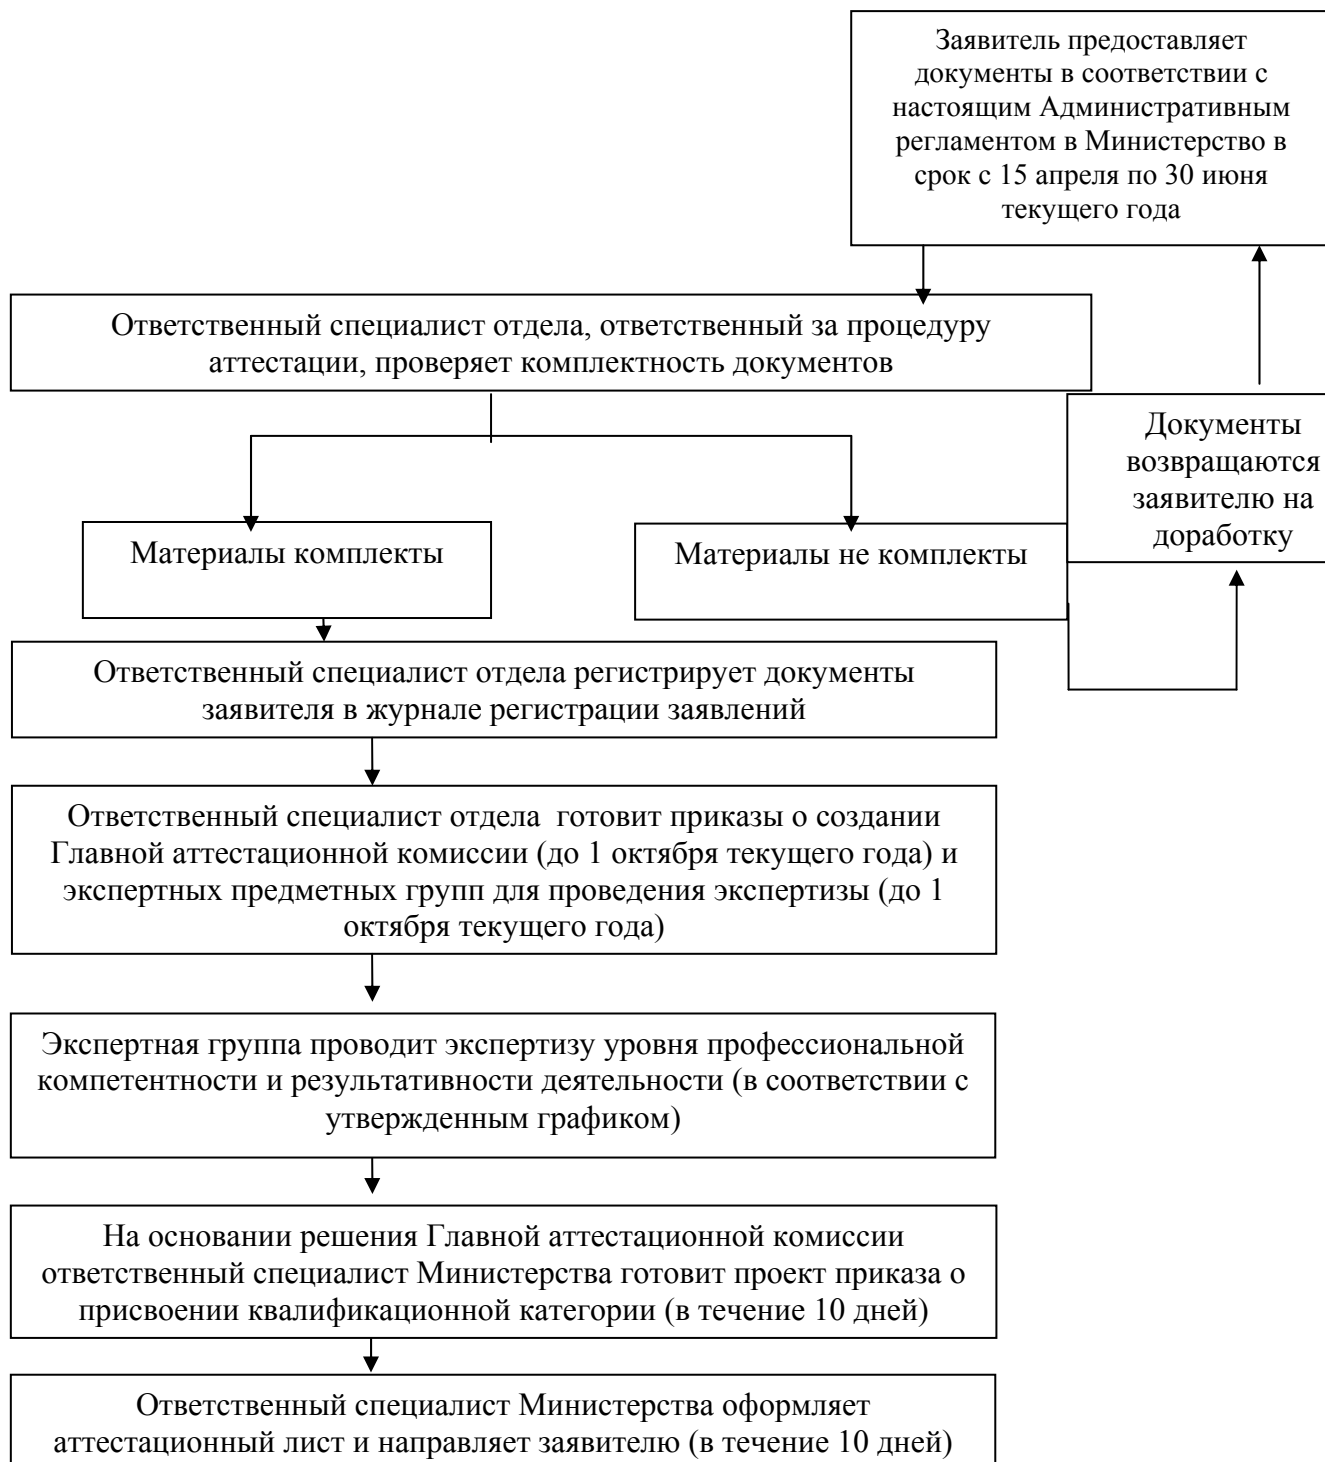 Заявитель предоставляет
документы в соответствии с
настоящим Административным
регламентом в Министерство в
срок с 15 апреля по 30 июня
текущего года
Ответственный специалист отдела, ответственный за процедуру
аттестации, проверяет комплектность документов
Документы
возвращаются
заявителю на
доработку
Материалы комплекты
Материалы не комплекты
Ответственный специалист отдела регистрирует документы
заявителя в журнале регистрации заявлений
Ответственный специалист отдела  готовит приказы о создании
Главной аттестационной комиссии (до 1 октября текущего года) и
экспертных предметных групп для проведения экспертизы (до 1
октября текущего года)
Экспертная группа проводит экспертизу уровня профессиональной
компетентности и результативности деятельности (в соответствии с
утвержденным графиком)
На основании решения Главной аттестационной комиссии
ответственный специалист Министерства готовит проект приказа о
присвоении квалификационной категории (в течение 10 дней)
Ответственный специалист Министерства оформляет
аттестационный лист и направляет заявителю (в течение 10 дней)